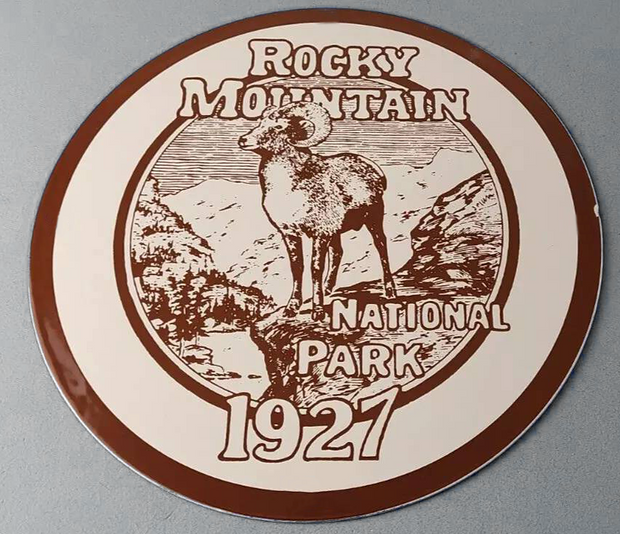 ROCKY
MOUNTAIN
NATIONAL
PARK
1927